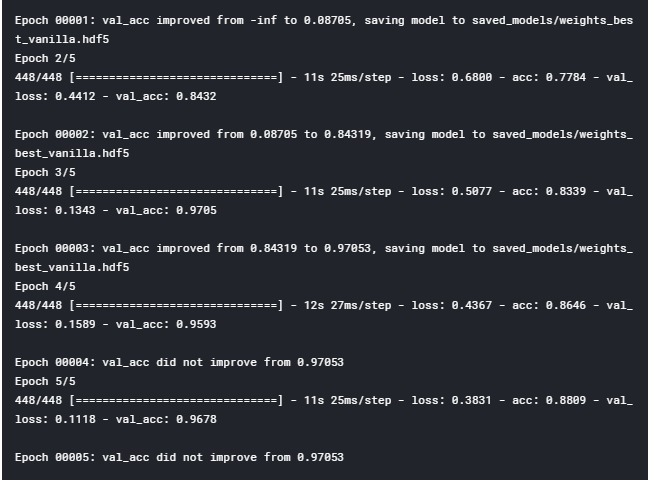 Epoch 00001: val_acc improved from -inf to 0.08705, saving model to saved_models/weights_bes
t_vanilla.hdf5
Epoch 2/5
448/448 [==============================] - 11s 25ms/step - loss: 0.6800 - acc: 0.7784 - val_
loss: 0.4412 - val_acc: 0.8432
Epoch 00002: val_acc improved from 0.08705 to 0.84319, saving model to saved_models/weights_
best_vanilla.hdf5
Epoch 3/5
448/448 [==============================] - 11s 25ms/step - loss: 0.5077 - acc: 0.8339 - val_
loss: 0.1343 - val_acc: 0.9705
Epoch 00003: val_acc improved from 0.84319 to 0.97053, saving model to saved_models/weights_
best_vanilla.hdf5
Epoch 4/5
448/448 [==============================] - 12s 27ms/step - loss: 0.4367 - acc: 0.8646 - val_
loss: 0.1589 - val_acc: 0.9593
Epoch 00004: val_acc did not improve from 0.97053
Epoch 5/5
448/448 [==============================] - 11s 25ms/step - loss: 0.3831 - acc: 0.8809 - val_
loss: 0.1118 - val_acc: 0.9678
Epoch 00005: val_acc did not improve from 0.97053